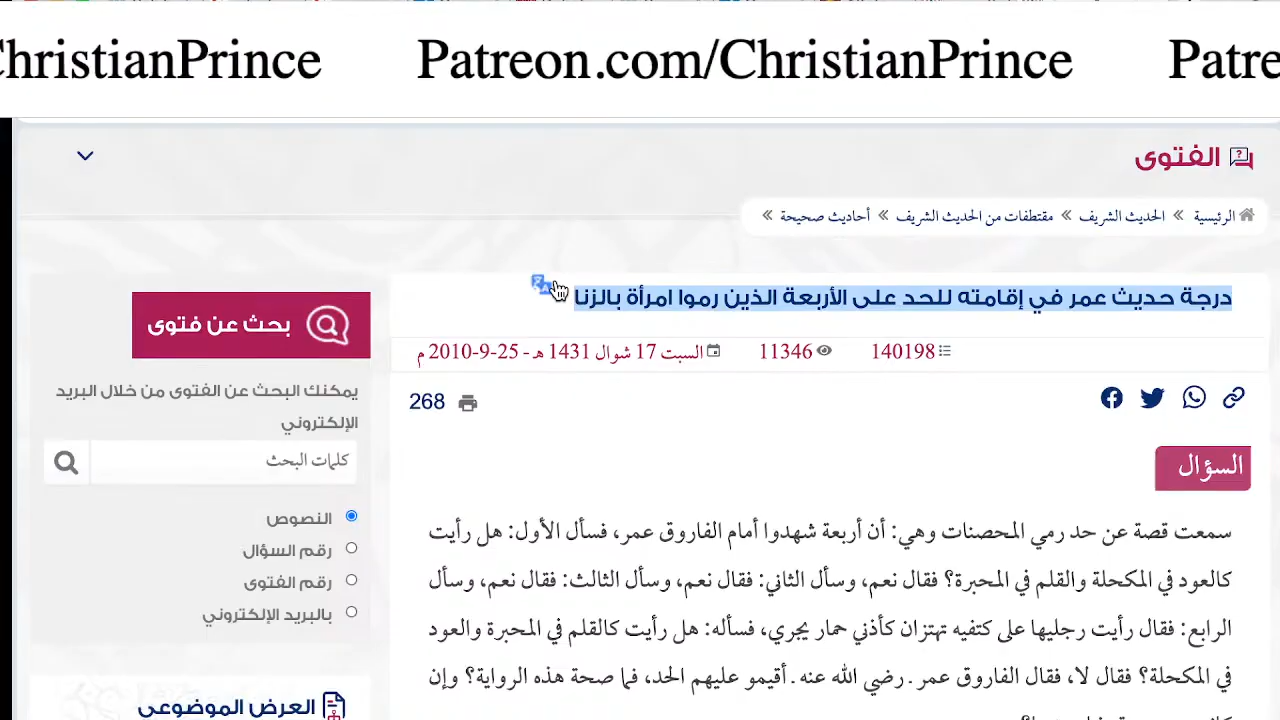 hristianPrince Patreon.com/ChristianPrince Patre
الفتوى
الرئيسية » الحديث الشريف » مقتطفات من الحديث الشريف » أحاديث صحيحة »
درجة حديث عمر في إقامته للحد على الأربعة الذين رموا امرأة بالزنا
140198 11346 السبت 17 شوال 1431 هـ - 25-9-2010 م
268
السؤال
سمعت قصة عن حد رمي المحصنات وهي: أن أربعة شهدوا أمام الفاروق عمر، فسأل الأول: هل رأيت
كالعود في المكحلة والقلم في المحبرة؟ فقال نعم، وسأل الثاني: فقال نعم، وسأل الثالث: فقال نعم، وسأل
الرابع: فقال رأيت رجليها على كتفيه تهتزان كأذني حمار يجري، فسأله: هل رأيت كالقلم في المحبرة والعود
في المكحلة؟ فقال لا، فقال الفاروق عمر ـ رضي الله عنه ـ أقيمو عليهم الحد، فما صحة هذه الرواية؟ وإن
بحث عن فتوى
يمكنك البحث عن الفتوى من خلال البريد
الإلكتروني
كلمات البحث
النصوص
رقم السؤال
رقم الفتوى
بالبريد الإلكتروني
العرض الموضوعي